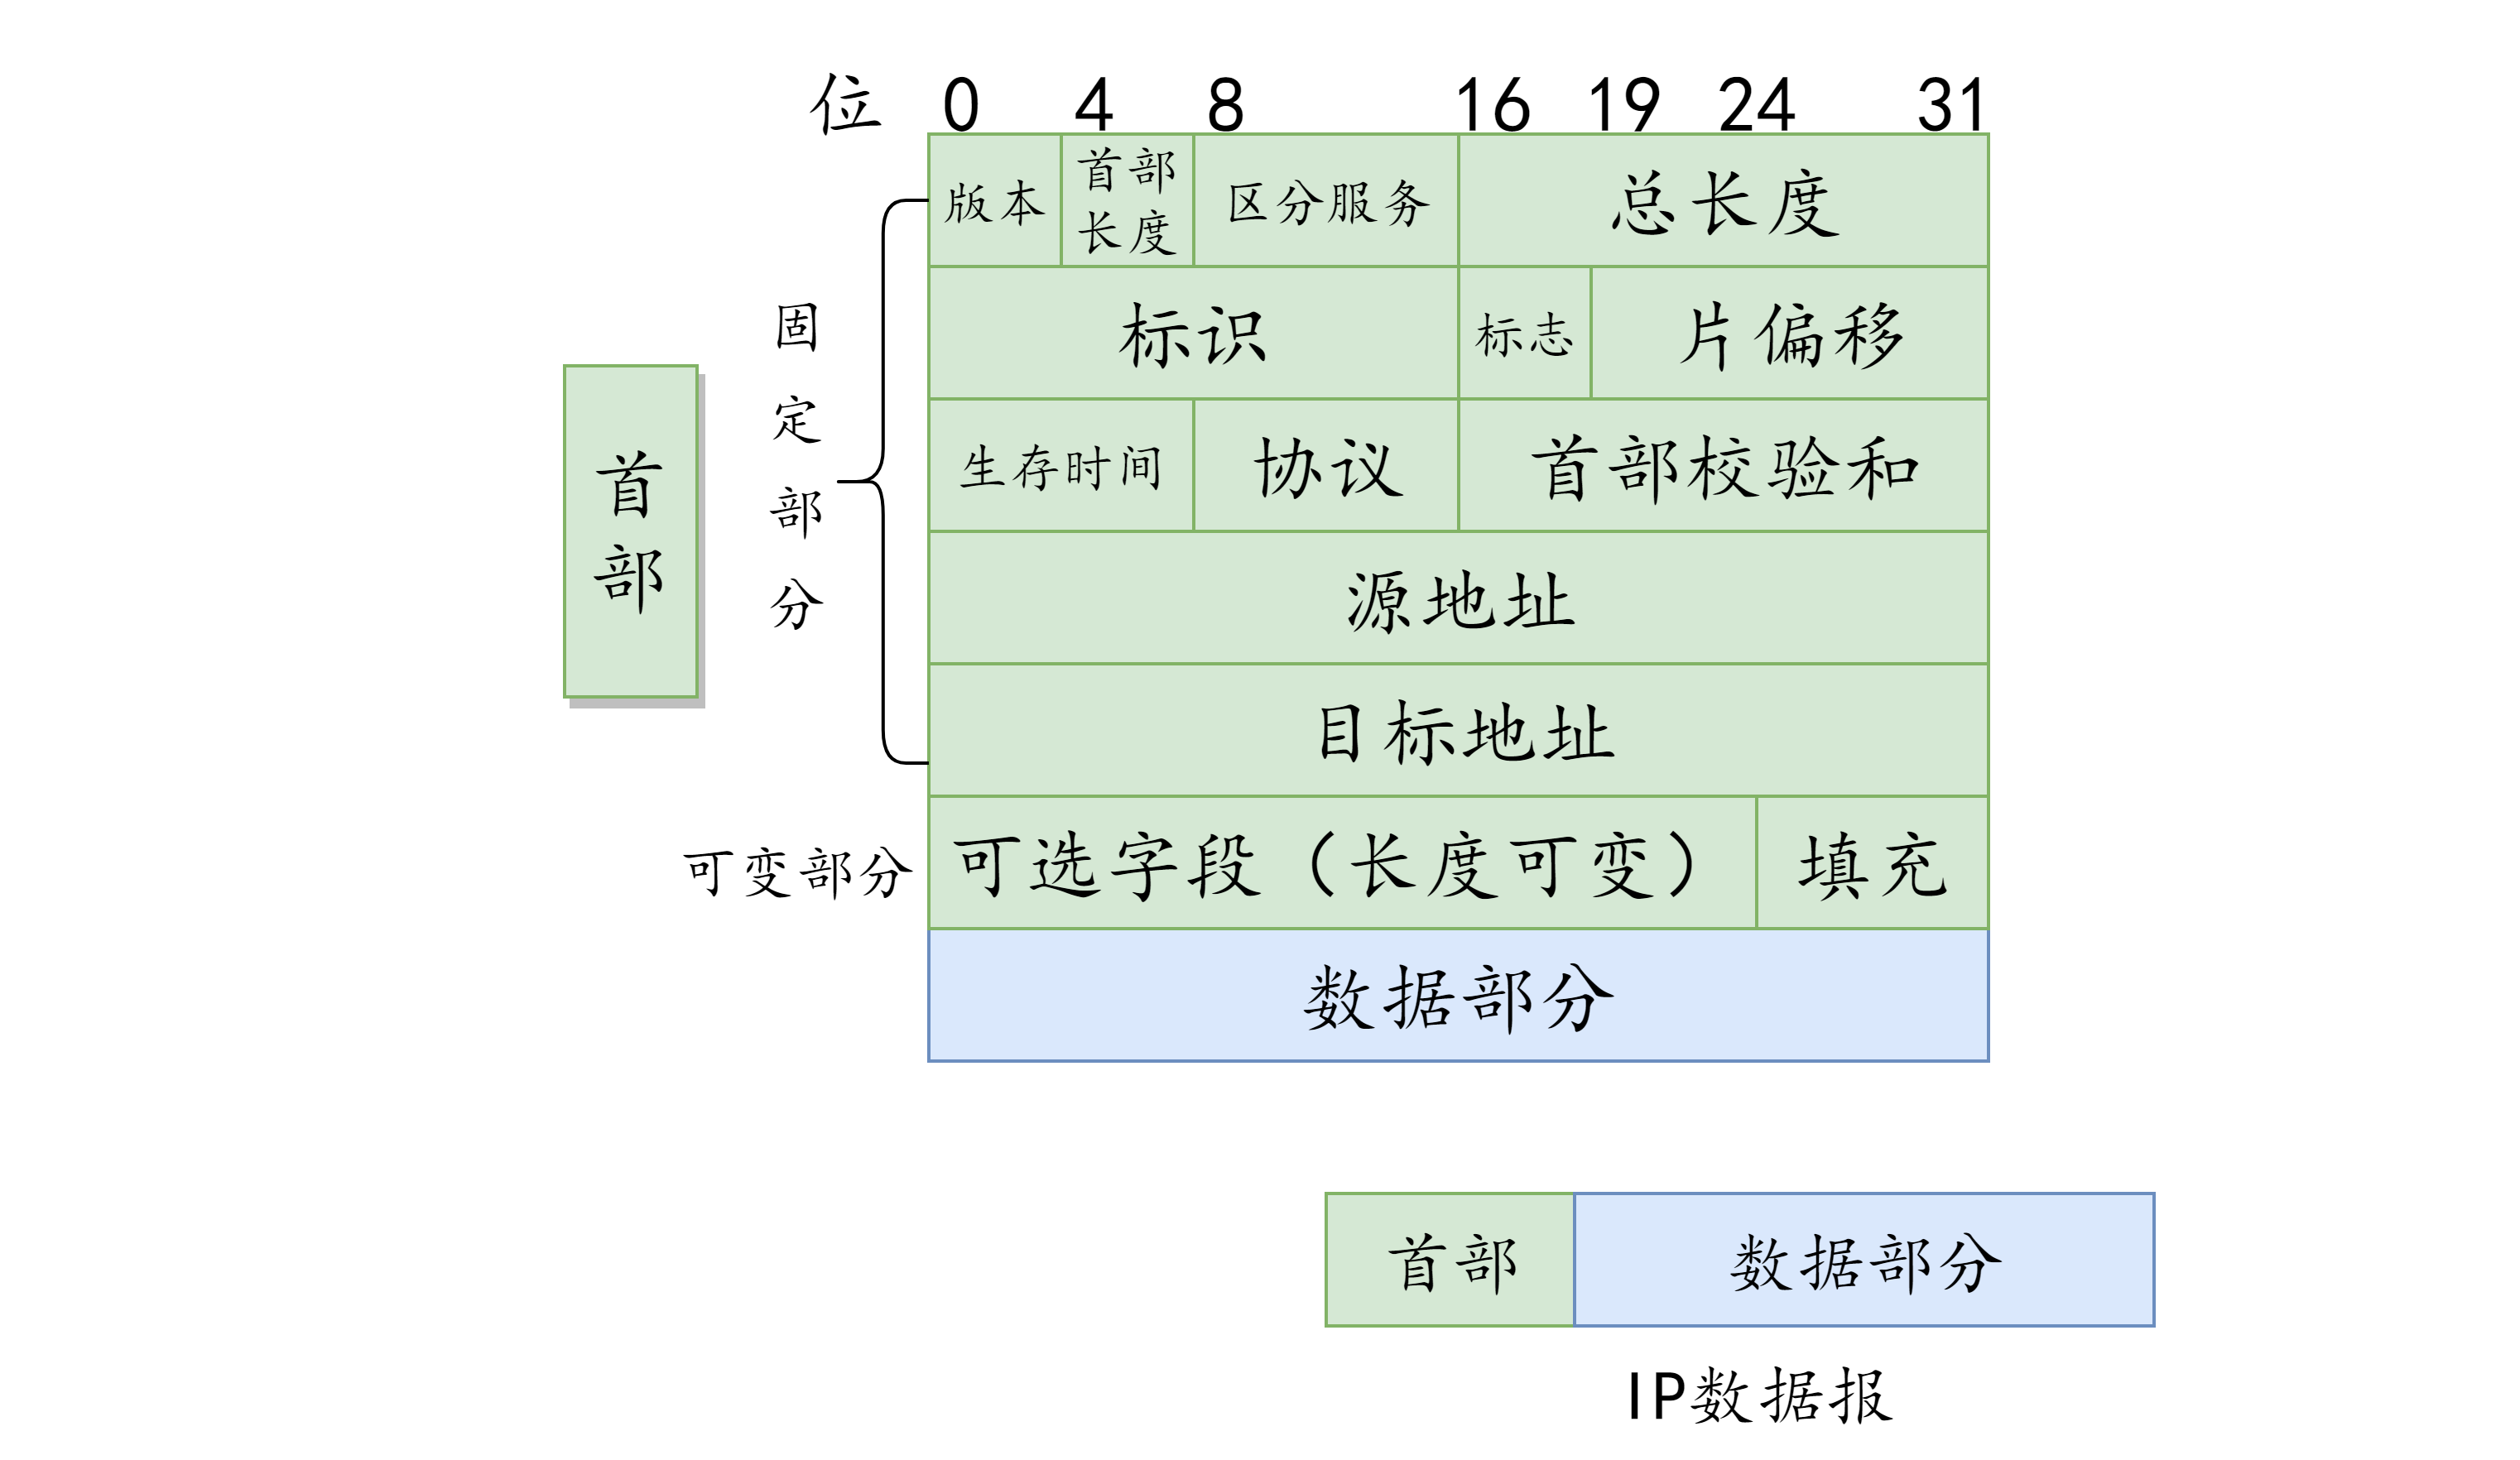 位 0 4 8 16 19 24 31
版本 首部长度 区分服务 总长度
标识 标志 片偏移
生存时间 协议 首部校验和
源地址
目标地址
可选字段（长度可变） 填充
数据部分
首部
固定部分
可变部分
首部 数据部分
IP数据报